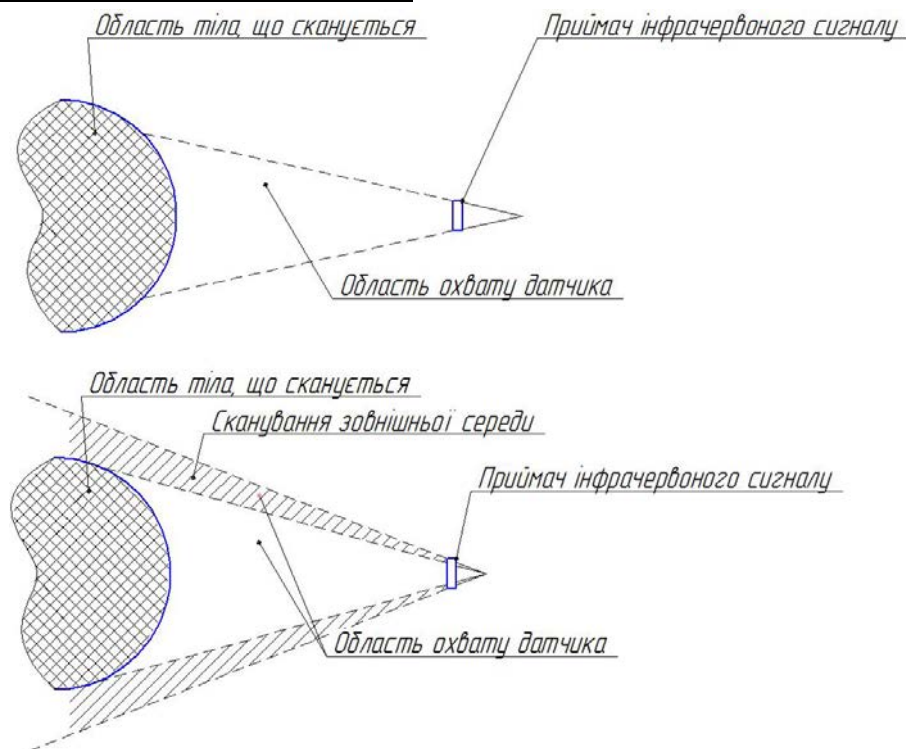 Область тіла, що сканується
Приймач інфрачервоного сигналу
Область охвату датчика
Область тіла, що сканується
Сканування зовнішньої середи
Приймач інфрачервоного сигналу
Область охвату датчика